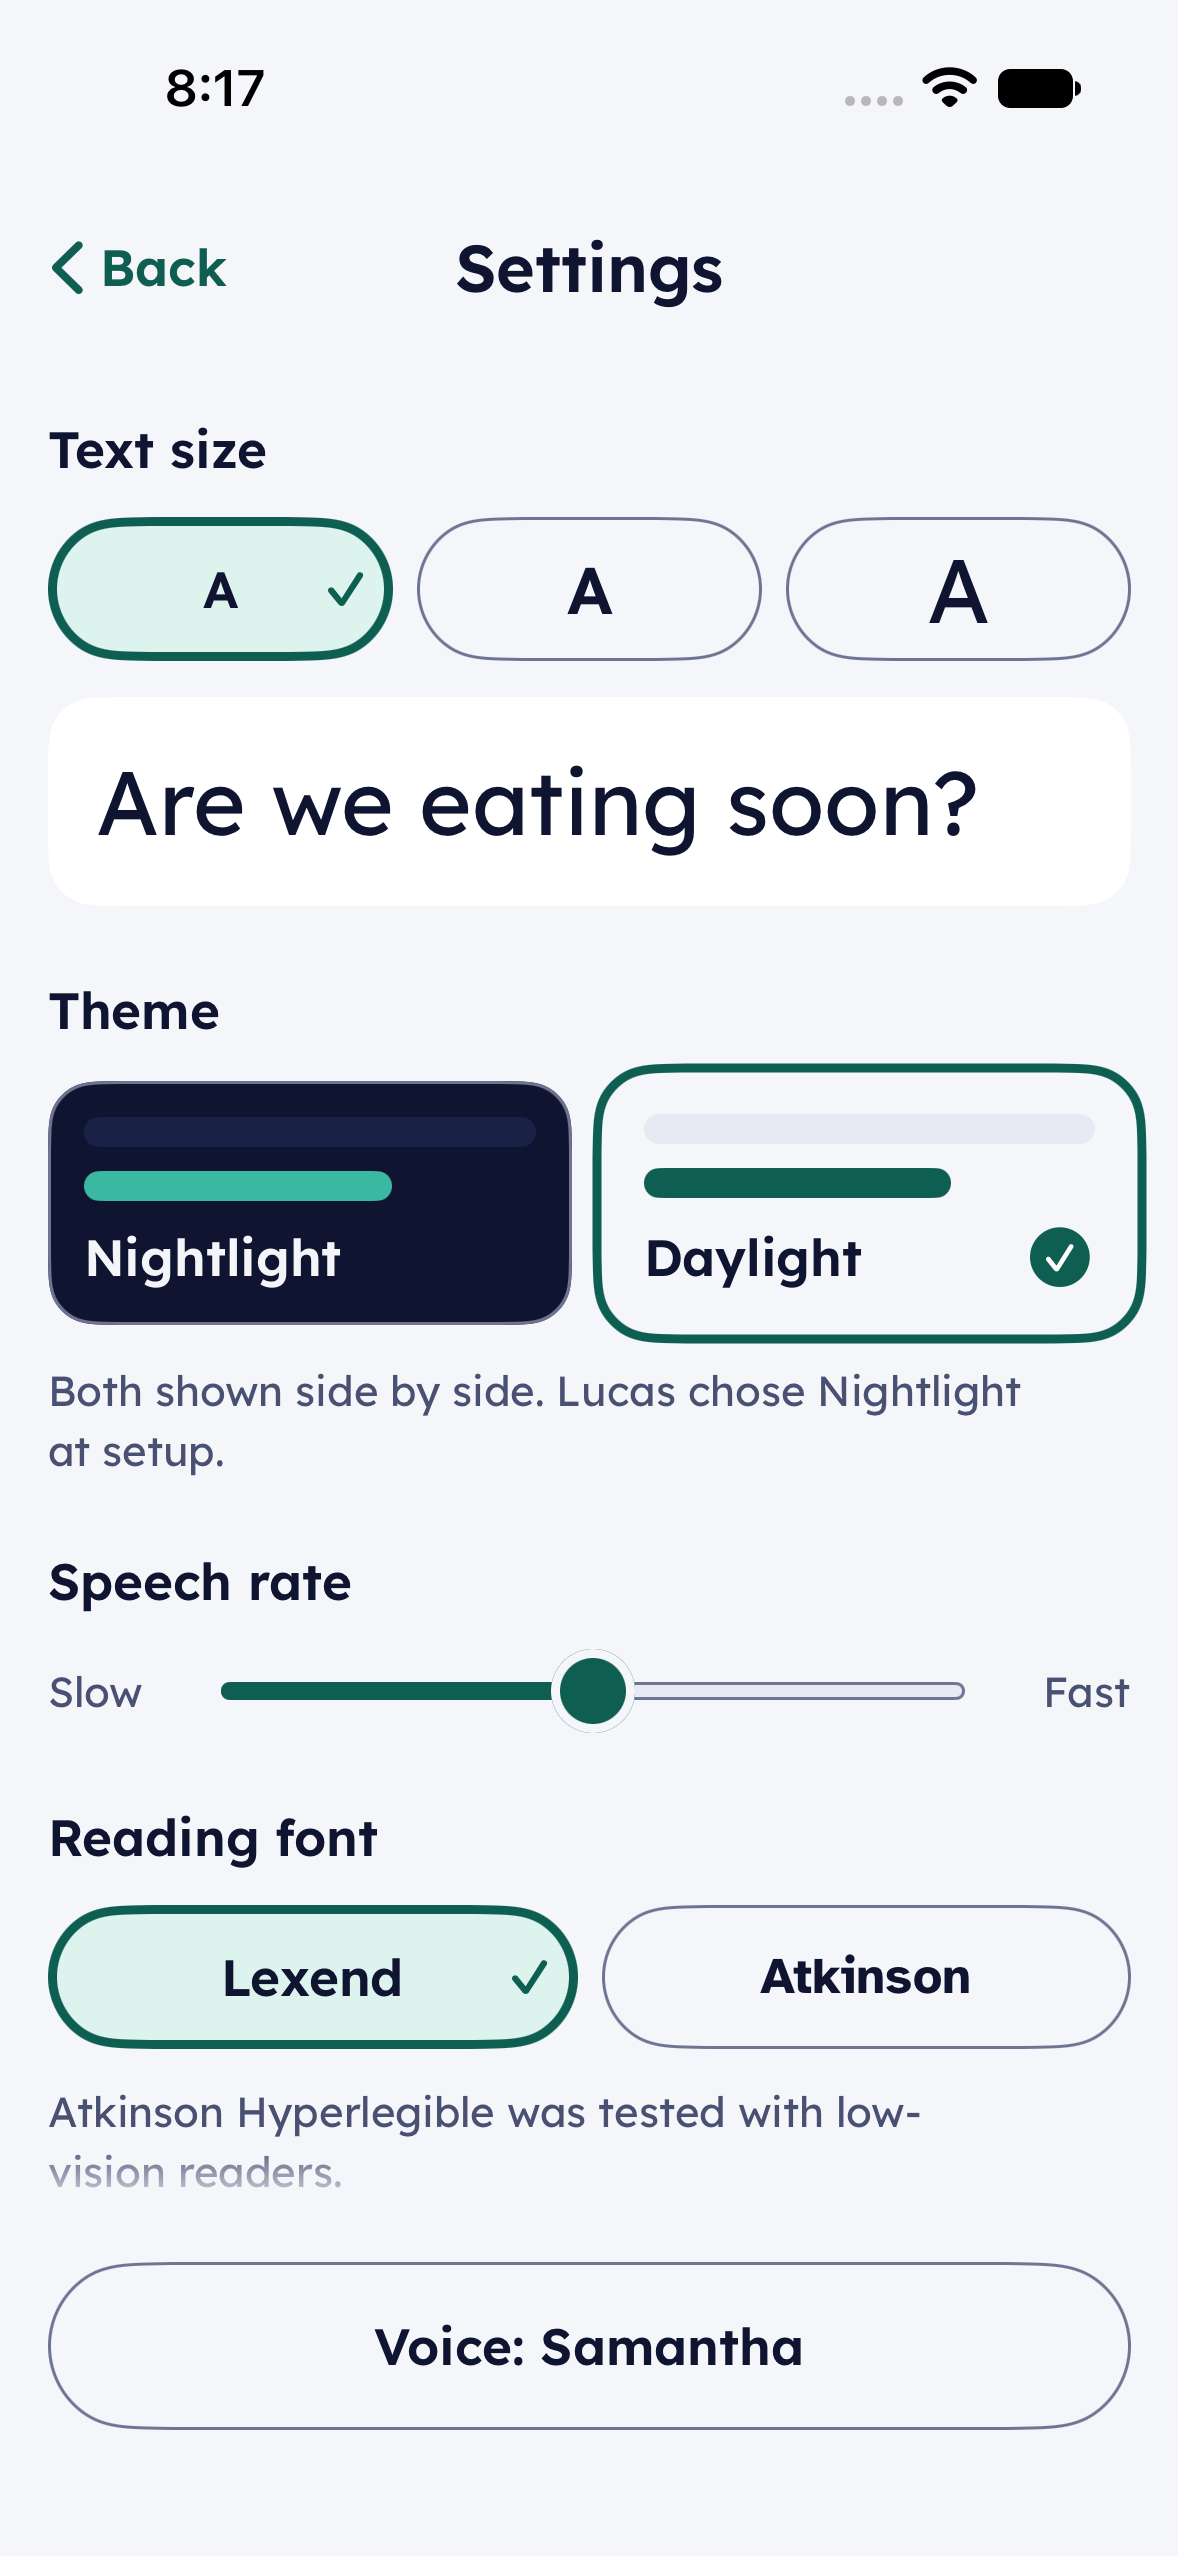 8:17
Back
Settings
Text size
A
A
A
Are we eating soon?
Theme
Nightlight
Daylight
Both shown side by side. Lucas chose Nightlight
at setup.
Speech rate
Slow
Fast
Reading font
Lexend
Atkinson
Atkinson Hyperlegible was tested with low-
vision readers.
Voice: Samantha